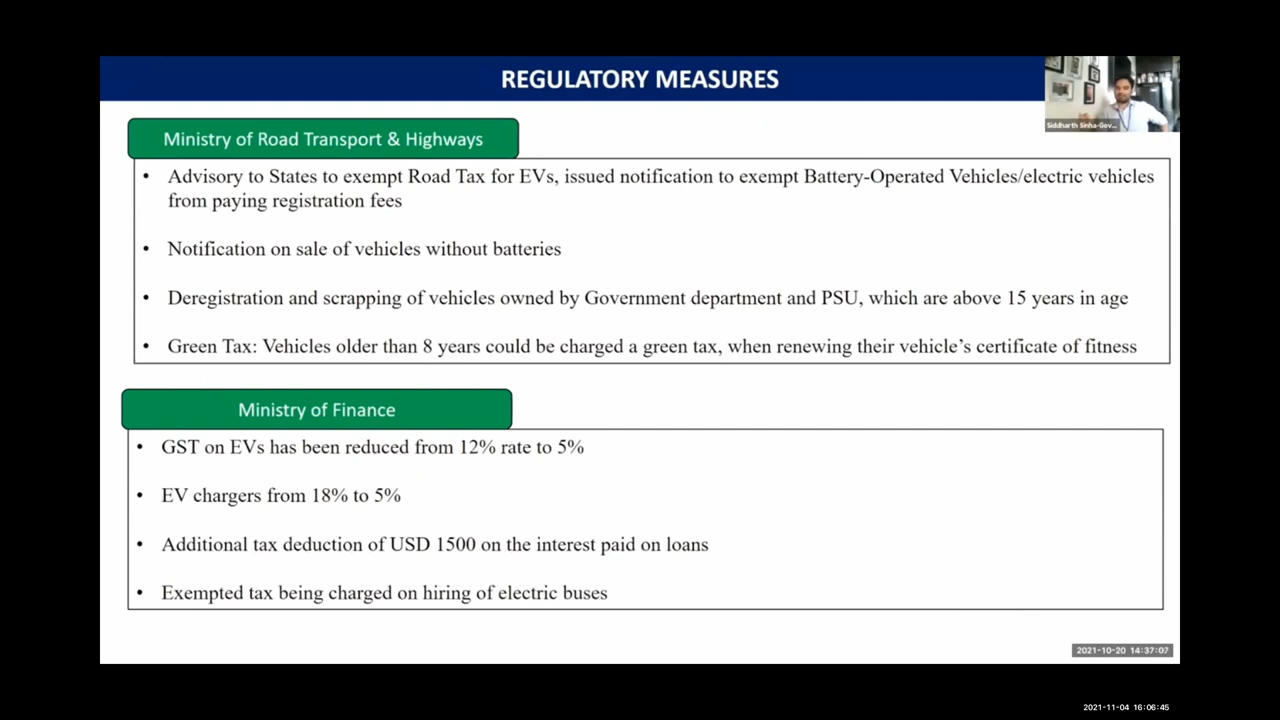 REGULATORY MEASURES
Siddharth Sinha-Gov...
Ministry of Road Transport & Highways
• Advisory to States to exempt Road Tax for EVs, issued notification to exempt Battery-Operated Vehicles/electric vehicles
from paying registration fees
• Notification on sale of vehicles without batteries
• Deregistration and scrapping of vehicles owned by Government department and PSU, which are above 15 years in age
• Green Tax: Vehicles older than 8 years could be charged a green tax, when renewing their vehicle’s certificate of fitness
Ministry of Finance
• GST on EVs has been reduced from 12% rate to 5%
• EV chargers from 18% to 5%
• Additional tax deduction of USD 1500 on the interest paid on loans
• Exempted tax being charged on hiring of electric buses
2021-10-20 14:37:07
2021-11-04 16:06:45